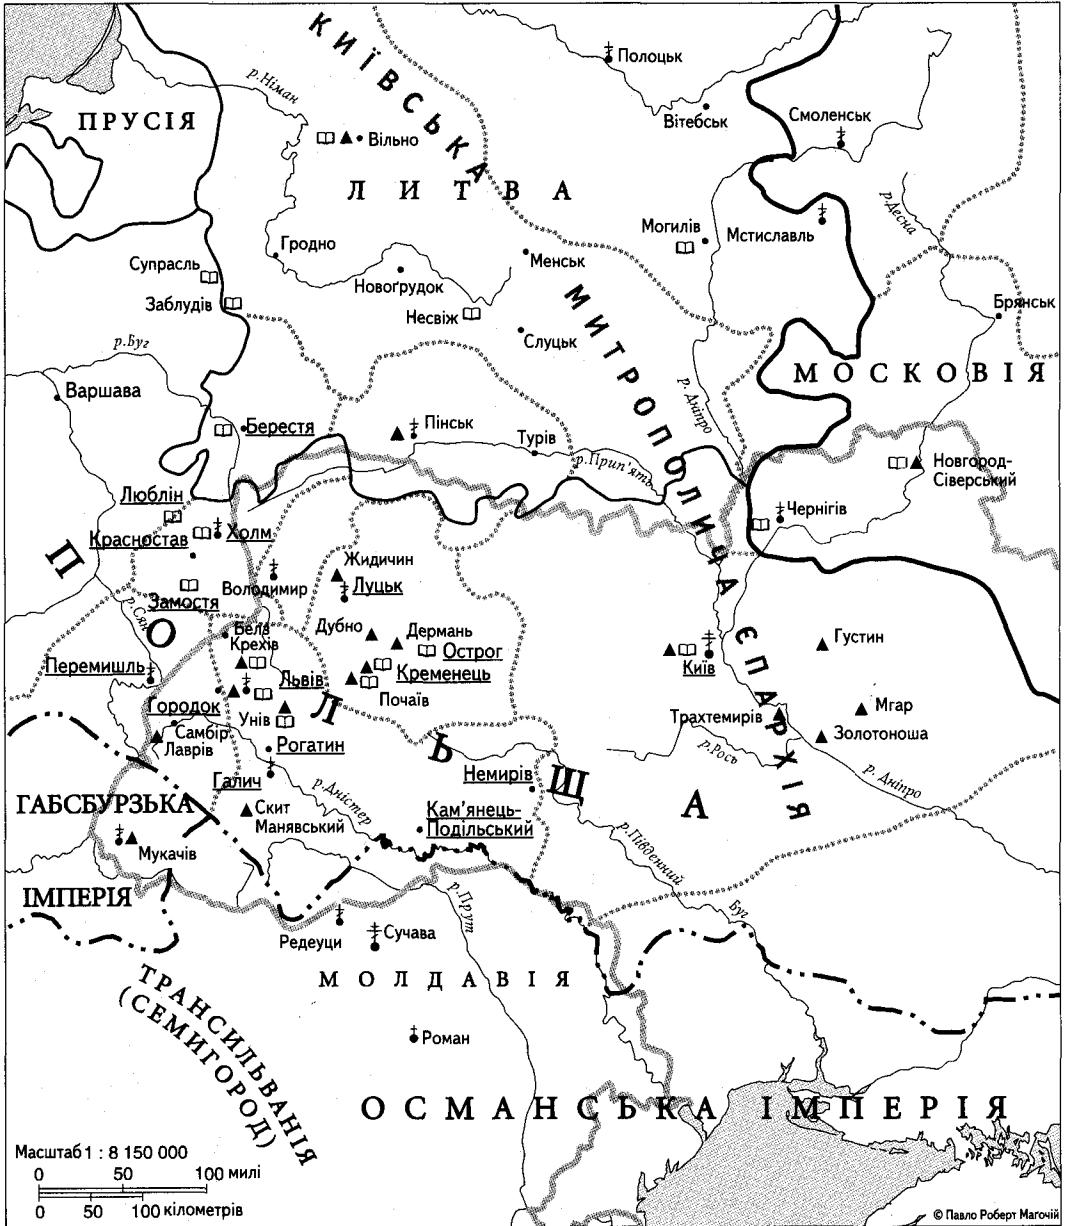 КИЇВСЬКА
Полоцьк
р.Німан
ПРУСІЯ
Вітебськ
Смоленськ
Вільно
ЛИТВА
р.Десна
Могилів
Мстиславль
Гродно
Супрасль
Менськ
Новогрудок
Заблудів
Несвіж
Брянськ
МИТРОПОЛИЧА
Слуцьк
р.Буг
МОСКОВІЯ
Варшава
р.Дніпро
Берестя
Пінськ
Турів
р.Прип'ять
Новгород-
Сіверський
Люблін
Чернігів
Красностав
Холм
ПОЛЬЩА
Жидичин
Володимир
Луцьк
Замостя
р.Сян
ЄПАРХІЯ
Белз
Дубно
Дермань
Густин
Крехів
Острог
Київ
Перемишль
Львів
Кременець
Почаїв
Городок
Унів
Мгар
Трахтемирів
Самбір
Золотоноша
Лаврів
Рогатин
р.Рось
Галич
Немирів
р. Дніпро
р.Дністер
ГАБСБУРЗЬКА
Скит
Манявський
Кам'янець-
Подільський
р.Південний
Мукачів
ІМПЕРІЯ
р.Прут
Буг
Редеуци
Сучава
МОЛДАВІЯ
ТРАНСИЛЬВАНІЯ
(СЕМИГОРОД)
Роман
ОСМАНСЬКА ІМПЕРІЯ
Масштаб 1 : 8 150 000
0 50 100 милі
0 50 100 кілометрів
© Павло Роберт Магочій